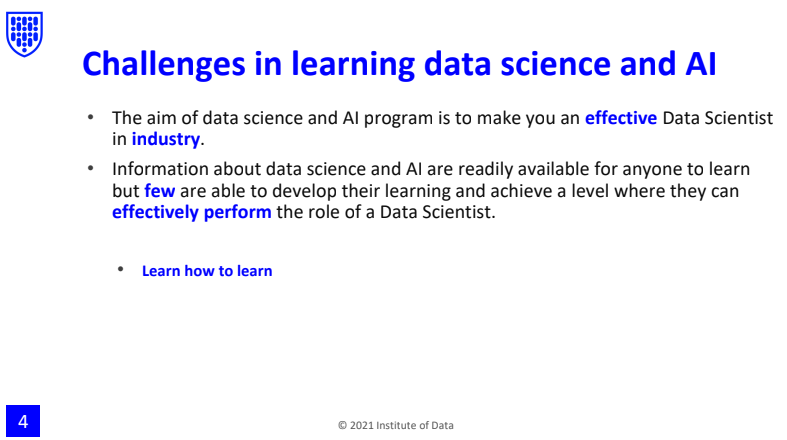 Challenges in learning data science and AI
• The aim of data science and AI program is to make you an effective Data Scientist
in industry.
• Information about data science and AI are readily available for anyone to learn
but few are able to develop their learning and achieve a level where they can
effectively perform the role of a Data Scientist.
• Learn how to learn
4
© 2021 Institute of Data